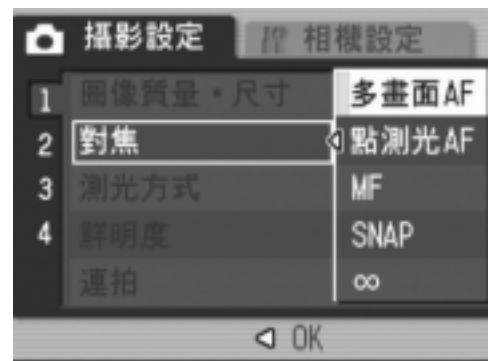 攝影設定 相機設定
1 圖像質量・尺寸 多畫面AF
2 對焦 點測光AF
3 測光方式 MF
4 鮮明度 SNAP
連拍 ∞
OK